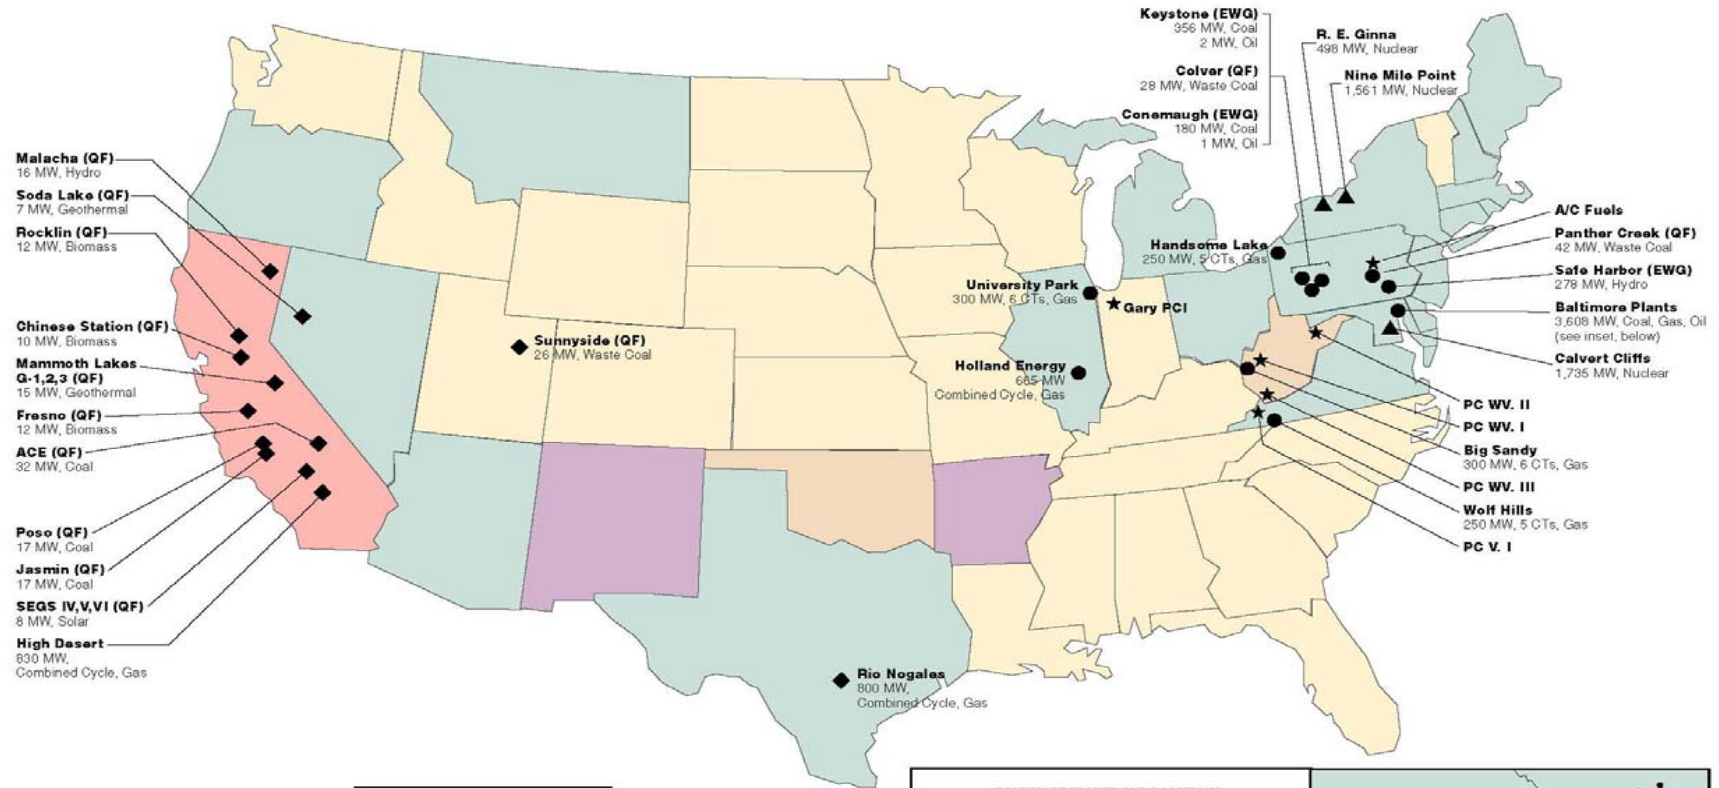 Keystone (EWG)
356 MW, Coal
2 MW, Oil
Colver (QF)
28 MW, Waste Coal
Conemaugh (EWG)
180 MW, Coal
1 MW, Oil
R. E. Ginna
498 MW, Nuclear
Nine Mile Point
1,561 MW, Nuclear
Malacha (QF)
16 MW, Hydro
Soda Lake (QF)
7 MW, Geothermal
Rocklin (QF)
12 MW, Biomass
Chinese Station (QF)
10 MW, Biomass
Mammoth Lakes
G-1,2,3 (QF)
15 MW, Geothermal
Fresno (QF)
12 MW, Biomass
ACE (QF)
32 MW, Coal
Poso (QF)
17 MW, Coal
Jasmin (QF)
17 MW, Coal
SEGS IV,V,VI (QF)
8 MW, Solar
High Desert
830 MW,
Combined Cycle, Gas
Sunnyside (QF)
26 MW, Waste Coal
Rio Nogales
800 MW,
Combined Cycle, Gas
Handsome Lake
250 MW, 5 CTs, Gas
University Park
300 MW, 6 CTs, Gas
Gary PCI
Holland Energy
665 MW
Combined Cycle, Gas
A/C Fuels
Panther Creek (QF)
42 MW, Waste Coal
Safe Harbor (EWG)
278 MW, Hydro
Baltimore Plants
3,608 MW, Coal, Gas, Oil
(see inset, below)
Calvert Cliffs
1,735 MW, Nuclear
PC WV. II
PC WV. I
Big Sandy
300 MW, 6 CTs, Gas
PC WV. III
Wolf Hills
250 MW, 5 CTs, Gas
PC V. I